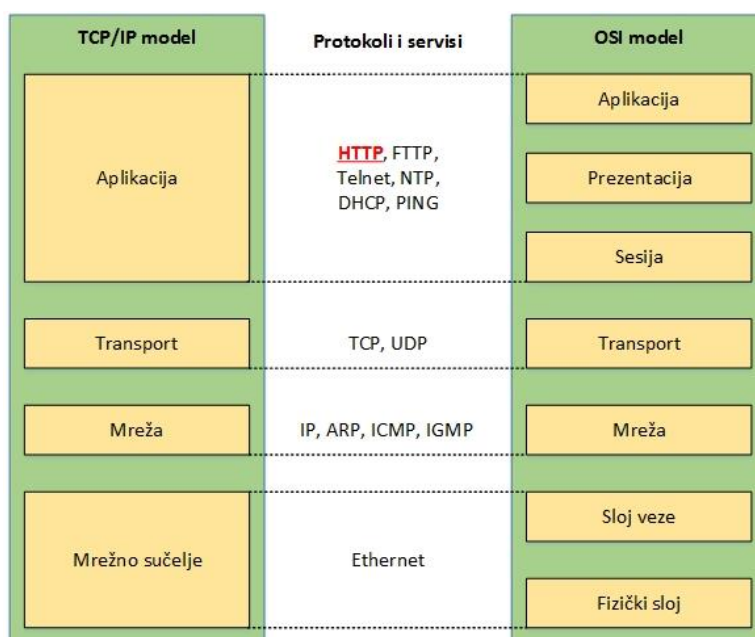 TCP/IP model
Protokoli i servisi
OSI model
Aplikacija
HTTP, FTTP,
Telnet, NTP,
DHCP, PING
Aplikacija
Prezentacija
Sesija
Transport
TCP, UDP
Transport
Mreža
IP, ARP, ICMP, IGMP
Mreža
Mrežno sučelje
Ethernet
Sloj veze
Fizički sloj